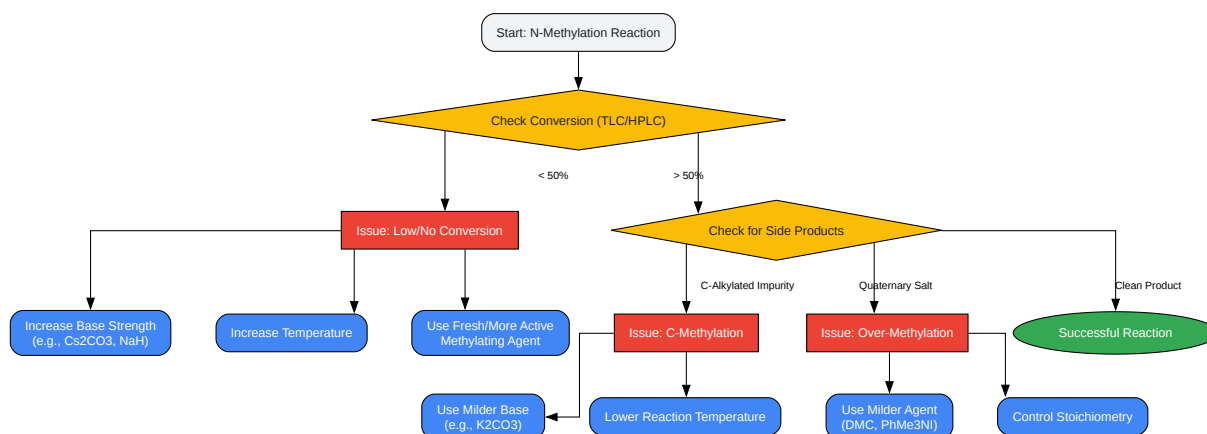 Start: N-Methylation Reaction
Check Conversion (TLC/HPLC)
< 50%
> 50%
Issue: Low/No Conversion
Check for Side Products
C-Alkylated Impurity
Quaternary Salt
Clean Product
Increase Base Strength
(e.g., Cs2CO3, NaH)
Increase Temperature
Use Fresh/More Active
Methylating Agent
Issue: C-Methylation
Issue: Over-Methylation
Successful Reaction
Use Milder Base
(e.g., K2CO3)
Lower Reaction Temperature
Use Milder Agent
(DMC, PhMe3NI)
Control Stoichiometry